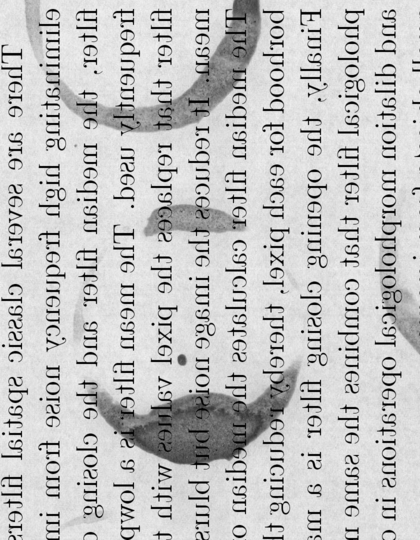 There are several classic spatial filters
eliminating high frequency noise from
filter, the median filter and the closing
frequently used. The mean filter is a
filter that replaces the pixel values with
mean. It reduces the image noise but blurs
The median filter calculates the median
borhood for each pixel, thereby reducing
Finally, the opening closing filter is a
phological filter that combines the same
and dilation morphological operations in